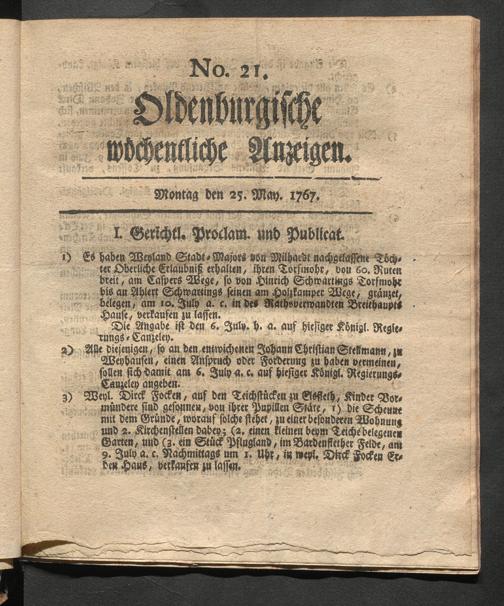 No. 21.
Oldenburgische
wöchentliche Anzeigen.
Montag den 25. May. 1767.
I. Gerichtl. Proclam. und Publicat.
1) Es haben Weyland Stadt-Majors von Milhardt nachgelassene Töch-
ter Oberliche Erlaubniß erhalten, ihren Torfmohr, von 60. Ruten
breit, am Caspers Wege, so von Hinrich Schwartings Torfmohr
bis an Ahlert Schwartings seinen am Holzkamper Wege, gränzet,
belegen, am 10. July a. c. in des Rathsverwandten Breithaupts
Hause, verkaufen zu lassen.
Die Angabe ist den 6. July. h. a. auf hiesiger Königl. Regie-
rungs-Canzeley.
2) Alle diejenigen, so an den entwichenen Johann Christian Stellmann, zu
Weyhausen, einen Anspruch oder Forderung zu haben vermeinen,
sollen sich damit am 6. July a. c. auf hiesiger Königl. Regierungs-
Canzeley angeben.
3) Weyl. Dirck Focken, auf den Teichstücken zu Elsfleth, Kinder Vor-
mündere sind gesonnen, von ihrer Pupillen Stäte, 1) die Scheune
mit dem Gründe, worauf solche stehet, zu einer besonderen Wohnung
und 2. Kirchenstellen dabey; (2. einen kleinen beym Teiche belegenen
Garten, und (3. ein Stück Pflugland, im Bardenflether Felde, am
9. July a. c. Nachmittags um 1. Uhr, in weyl. Dirck Focken Er-
ben Haus, verkaufen zu lassen.